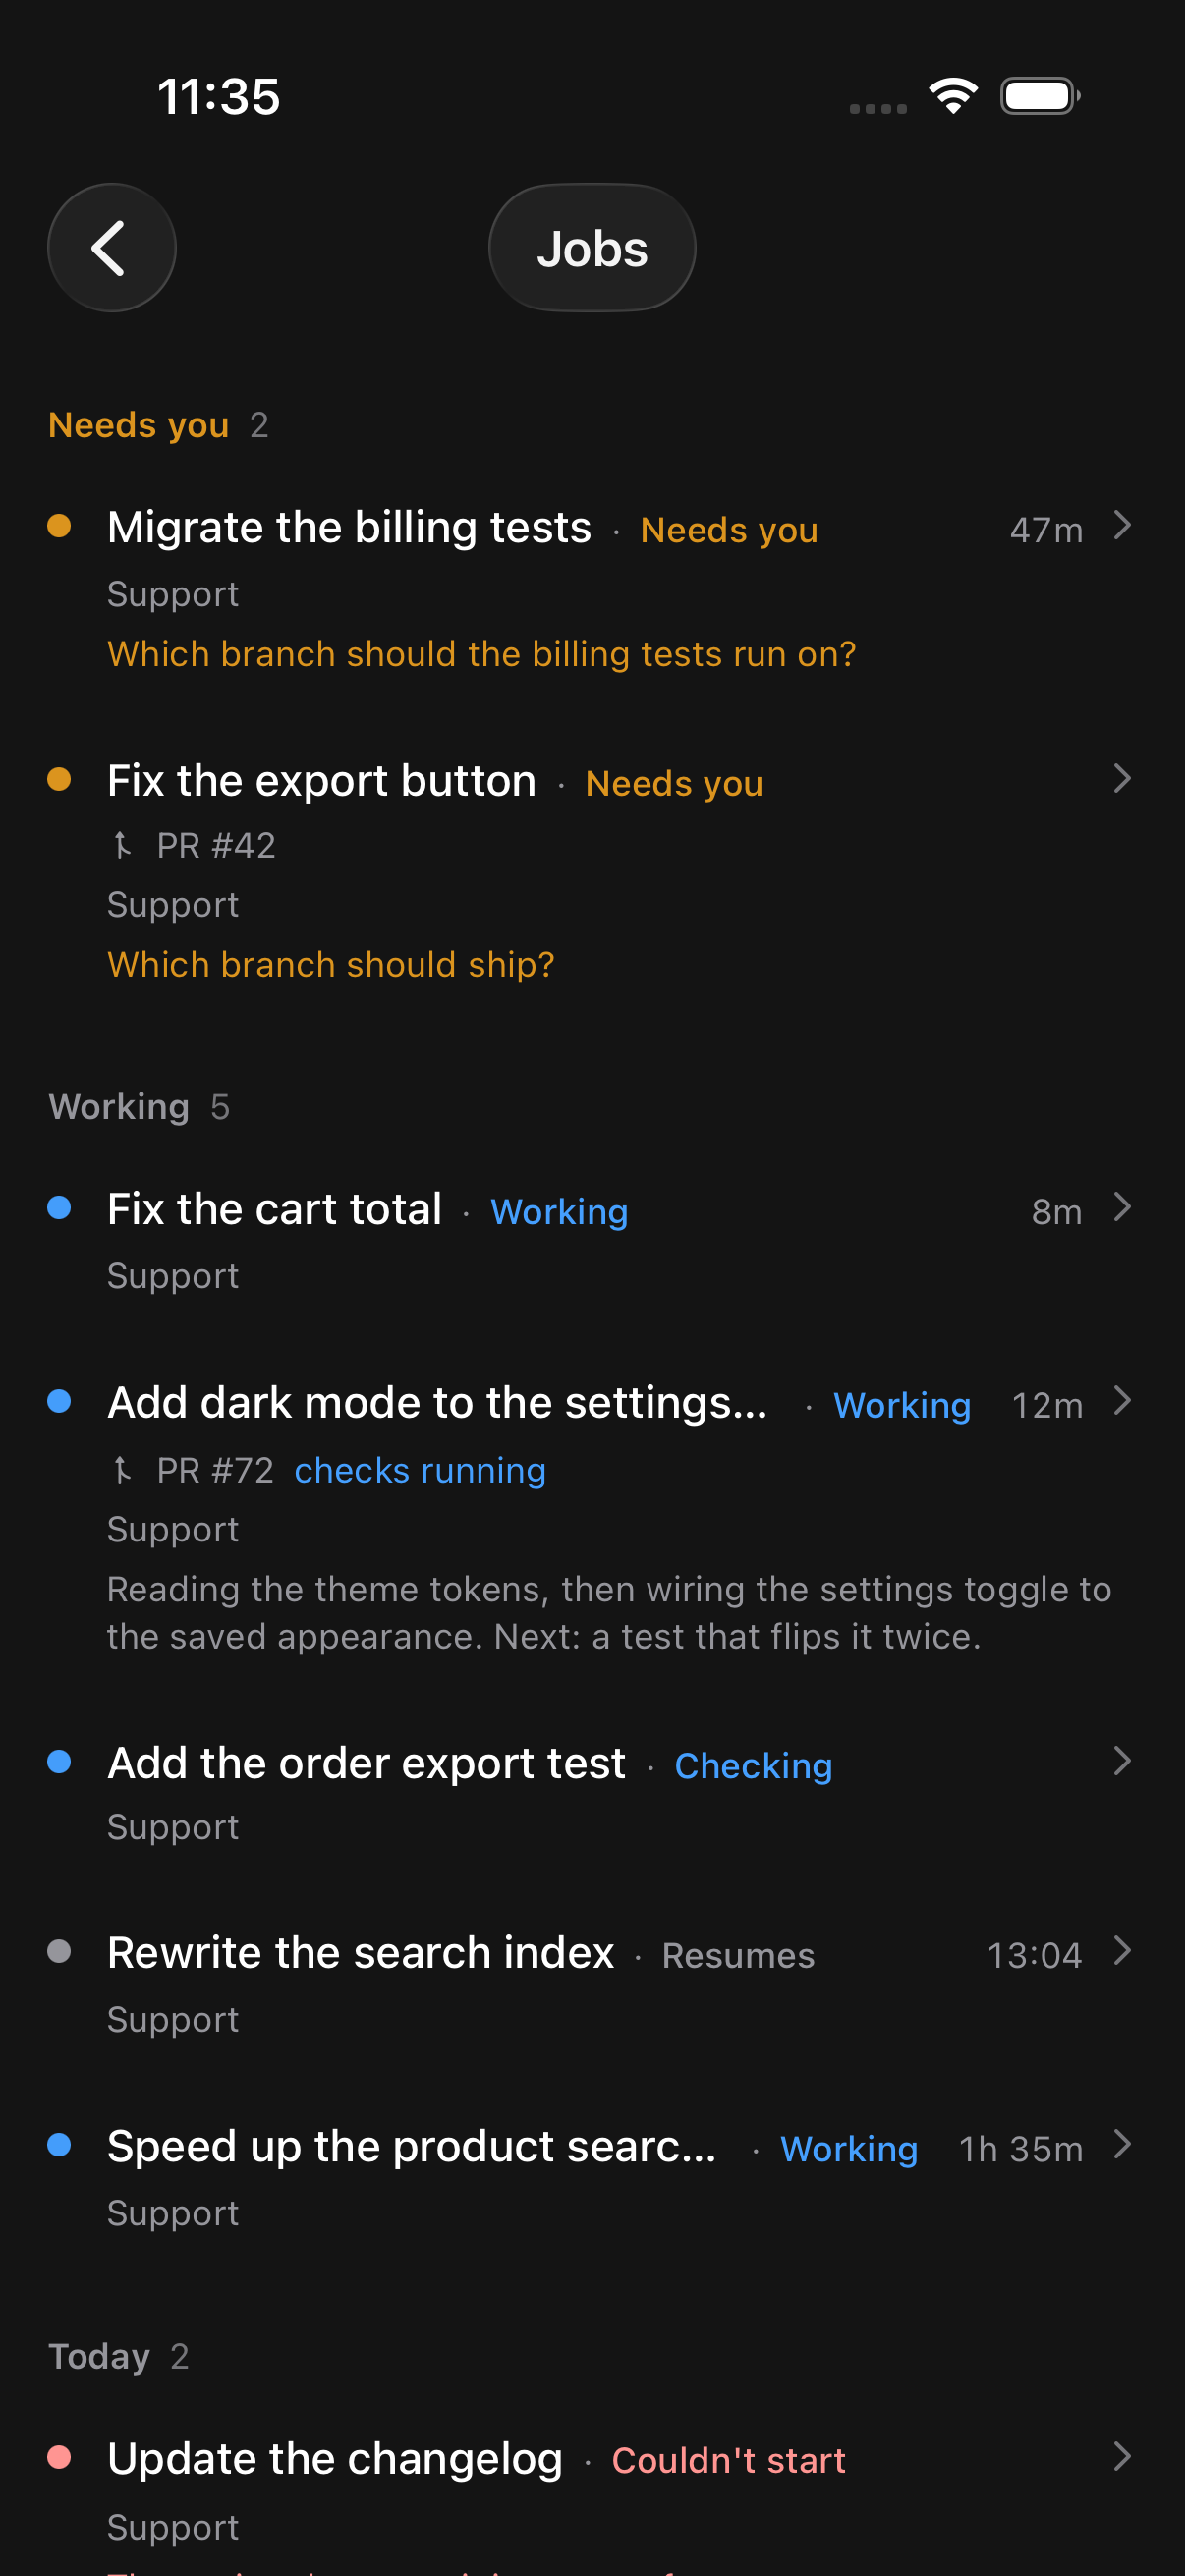 11:35
Jobs
Needs you 2
Migrate the billing tests · Needs you 47m
Support
Which branch should the billing tests run on?
Fix the export button · Needs you
PR #42
Support
Which branch should ship?
Working 5
Fix the cart total · Working 8m
Support
Add dark mode to the settings... · Working 12m
PR #72 checks running
Support
Reading the theme tokens, then wiring the settings toggle to
the saved appearance. Next: a test that flips it twice.
Add the order export test · Checking
Support
Rewrite the search index · Resumes 13:04
Support
Speed up the product searc... · Working 1h 35m
Support
Today 2
Update the changelog · Couldn't start
Support